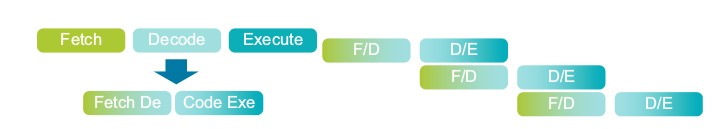 Fetch Decode Execute
F/D D/E
F/D D/E
Fetch De Code Exe
F/D D/E